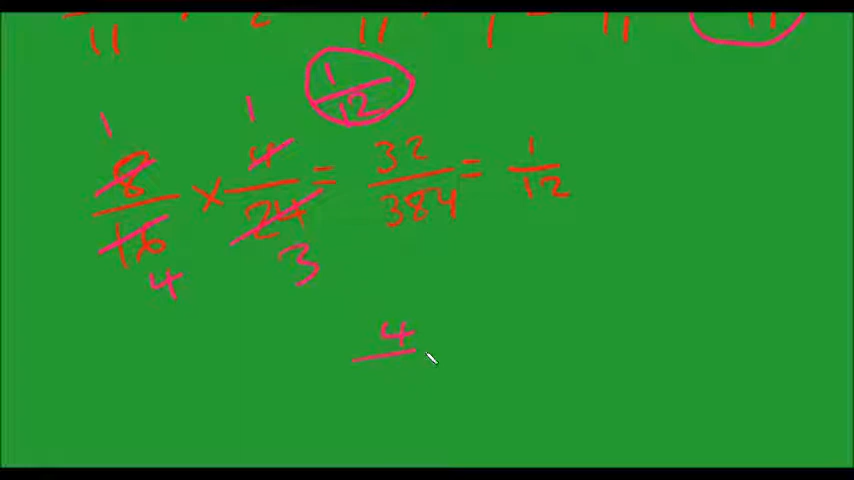 11 11 1 11 11
1
12
1 1
8/16 × 4/24 = 32/384 = 1/12
4 3
4